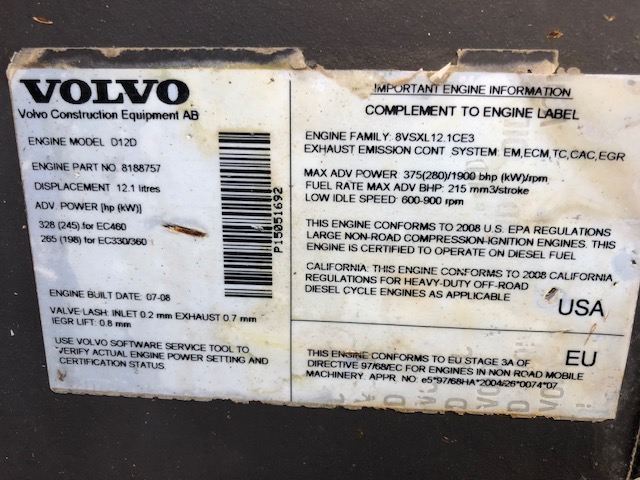 VOLVO
Volvo Construction Equipment AB
ENGINE MODEL D12D
ENGINE PART NO. 8188757
DISPLACEMENT 12.1 litres
ADV. POWER [hp (kW)]
328 (245) for EC460
265 (198) for EC330/360
ENGINE BUILT DATE: 07-08
VALVE LASH: INLET 0.2 mm EXHAUST 0.7 mm
IEGR LIFT: 0.8 mm
USE VOLVO SOFTWARE SERVICE TOOL TO
VERIFY ACTUAL ENGINE POWER SETTING AND
CERTIFICATION STATUS.
P15051692
IMPORTANT ENGINE INFORMATION
COMPLEMENT TO ENGINE LABEL
ENGINE FAMILY: 8VSXL12.1CE3
EXHAUST EMISSION CONT. SYSTEM: EM,ECM,TC,CAC,EGR
MAX ADV POWER: 375(280)/1900 bhp (kW)/rpm
FUEL RATE MAX ADV BHP: 215 mm3/stroke
LOW IDLE SPEED: 600-900 rpm
THIS ENGINE CONFORMS TO 2008 U.S. EPA REGULATIONS
LARGE NON-ROAD COMPRESSION-IGNITION ENGINES. THIS
ENGINE IS CERTIFIED TO OPERATE ON DIESEL FUEL
CALIFORNIA: THIS ENGINE CONFORMS TO 2008 CALIFORNIA
REGULATIONS FOR HEAVY-DUTY OFF-ROAD
DIESEL CYCLE ENGINES AS APPLICABLE
USA
THIS ENGINE CONFORMS TO EU STAGE 3A OF
DIRECTIVE 97/68/EC FOR ENGINES IN NON ROAD MOBILE
MACHINERY. APPR. NO: e5*97/68HA*2004/26*0074*07
EU